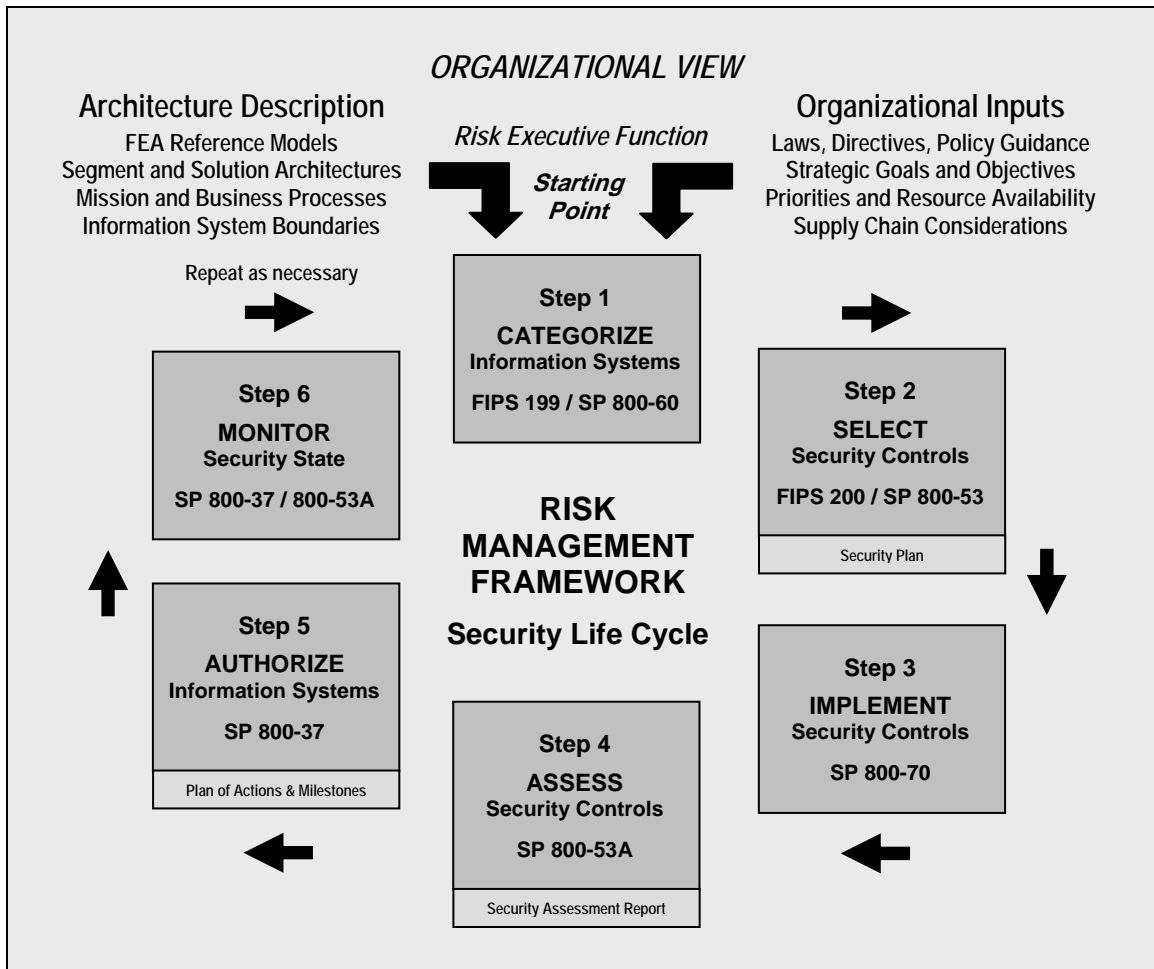 ORGANIZATIONAL VIEW
Architecture Description
FEA Reference Models
Segment and Solution Architectures
Mission and Business Processes
Information System Boundaries
Risk Executive Function
Starting
Point
Organizational Inputs
Laws, Directives, Policy Guidance
Strategic Goals and Objectives
Priorities and Resource Availability
Supply Chain Considerations
Repeat as necessary
Step 1
CATEGORIZE
Information Systems
FIPS 199 / SP 800-60
Step 2
SELECT
Security Controls
FIPS 200 / SP 800-53
Security Plan
Step 3
IMPLEMENT
Security Controls
SP 800-70
Step 4
ASSESS
Security Controls
SP 800-53A
Security Assessment Report
Step 5
AUTHORIZE
Information Systems
SP 800-37
Plan of Actions & Milestones
Step 6
MONITOR
Security State
SP 800-37 / 800-53A
RISK
MANAGEMENT
FRAMEWORK
Security Life Cycle